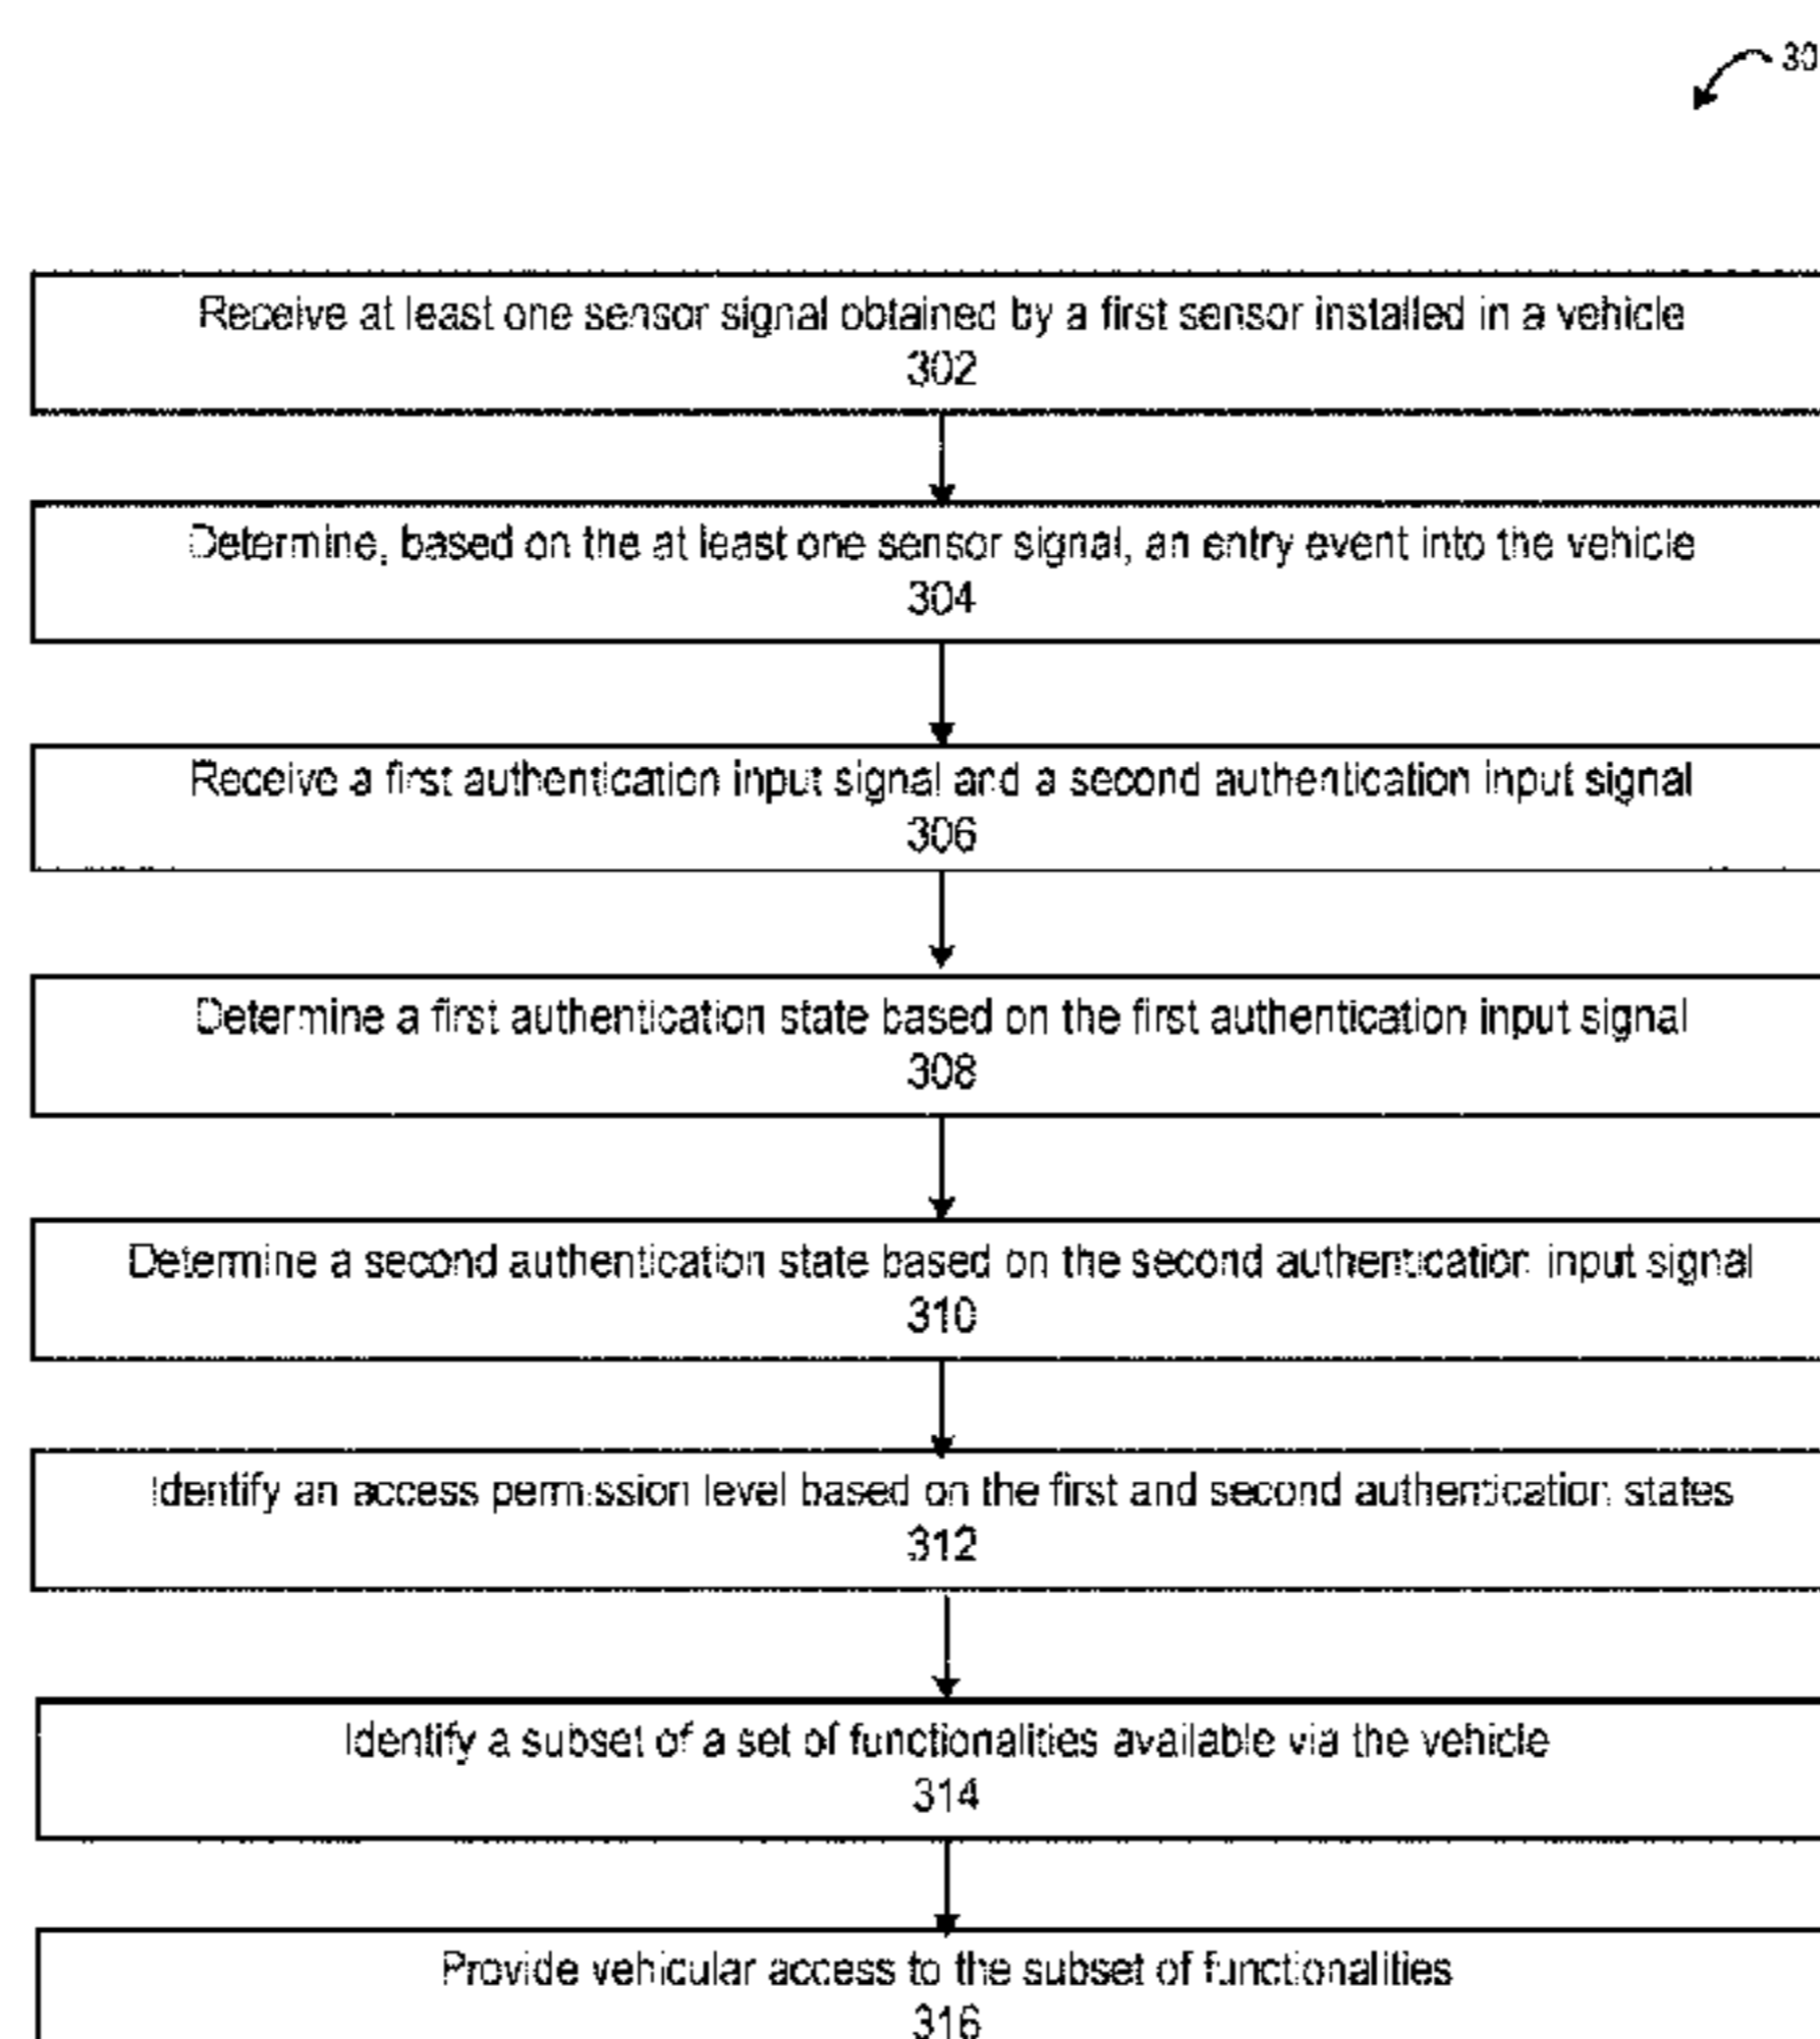 30
Receive at least one sensor signal obtained by a first sensor installed in a vehicle
302
Determine, based on the at least one sensor signal, an entry event into the vehicle
304
Receive a first authentication input signal and a second authentication input signal
306
Determine a first authentication state based on the first authentication input signal
308
Determine a second authentication state based on the second authentication input signal
310
Identify an access permission level based on the first and second authentication states
312
Identify a subset of a set of functionalities available via the vehicle
314
Provide vehicular access to the subset of functionalities
316